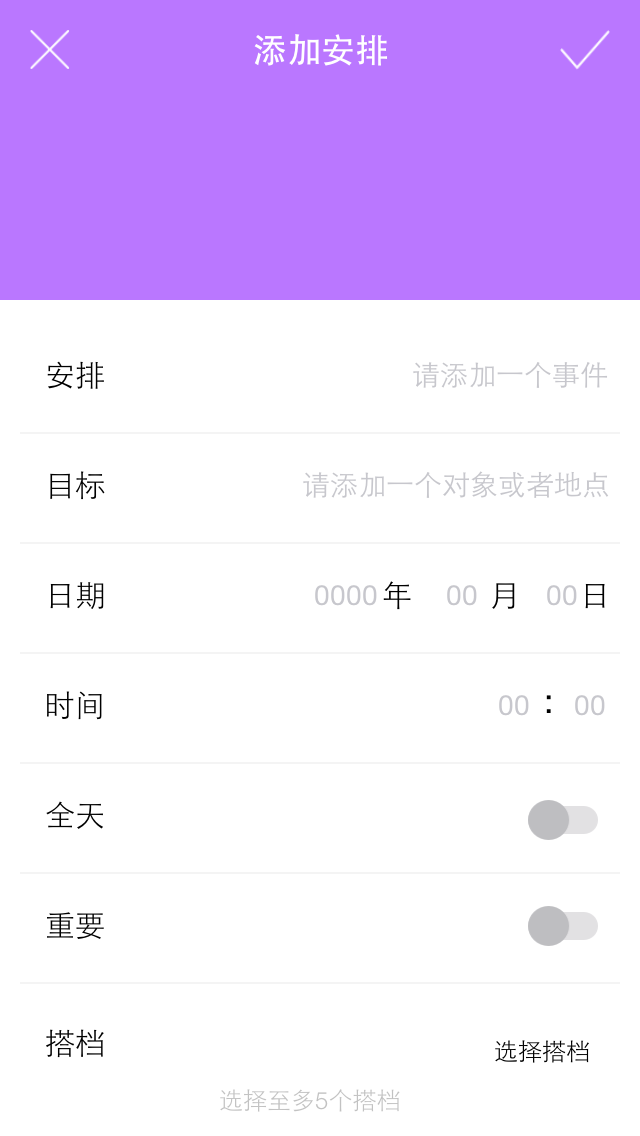 添加安排
安排 请添加一个事件
目标 请添加一个对象或者地点
日期 0000 年 00 月 00 日
时间 00 : 00
全天
重要
搭档 选择搭档
选择至多5个搭档